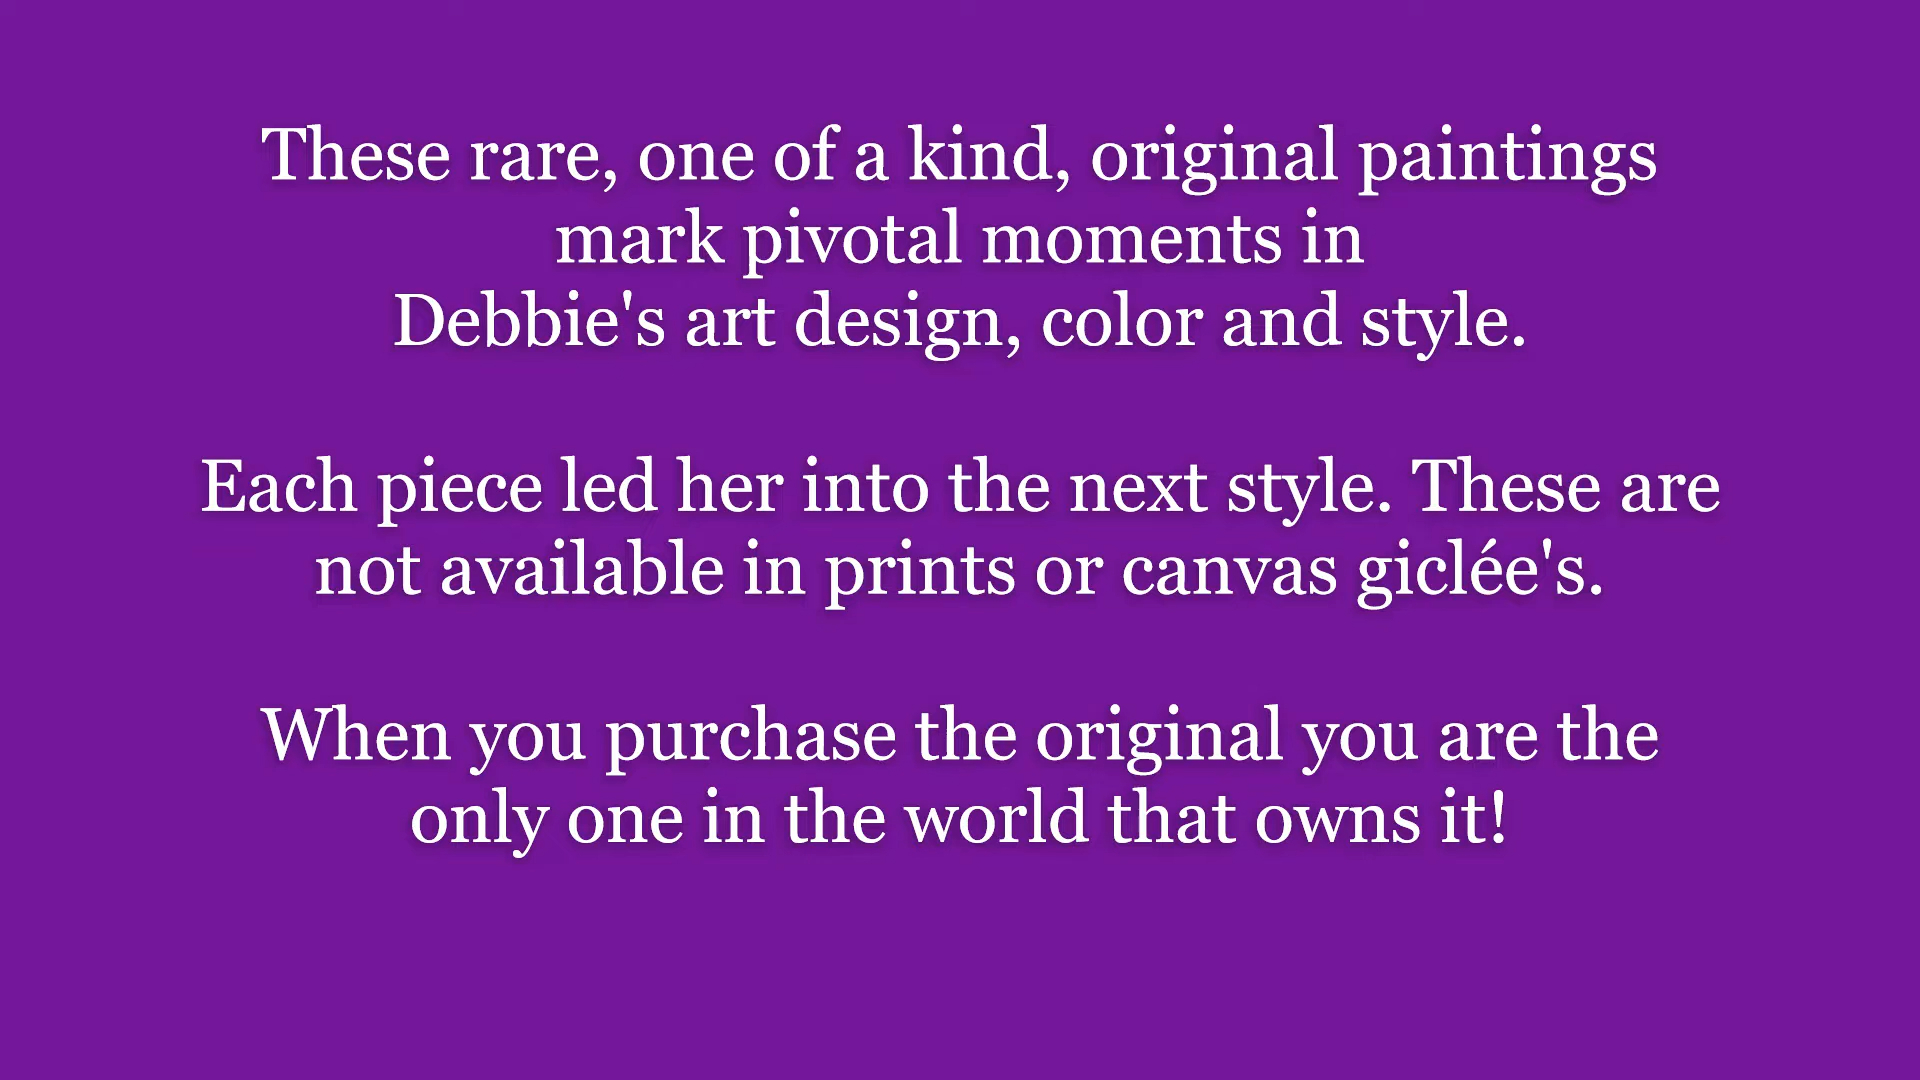 These rare, one of a kind, original paintings
mark pivotal moments in
Debbie's art design, color and style.
Each piece led her into the next style. These are
not available in prints or canvas giclée's.
When you purchase the original you are the
only one in the world that owns it!